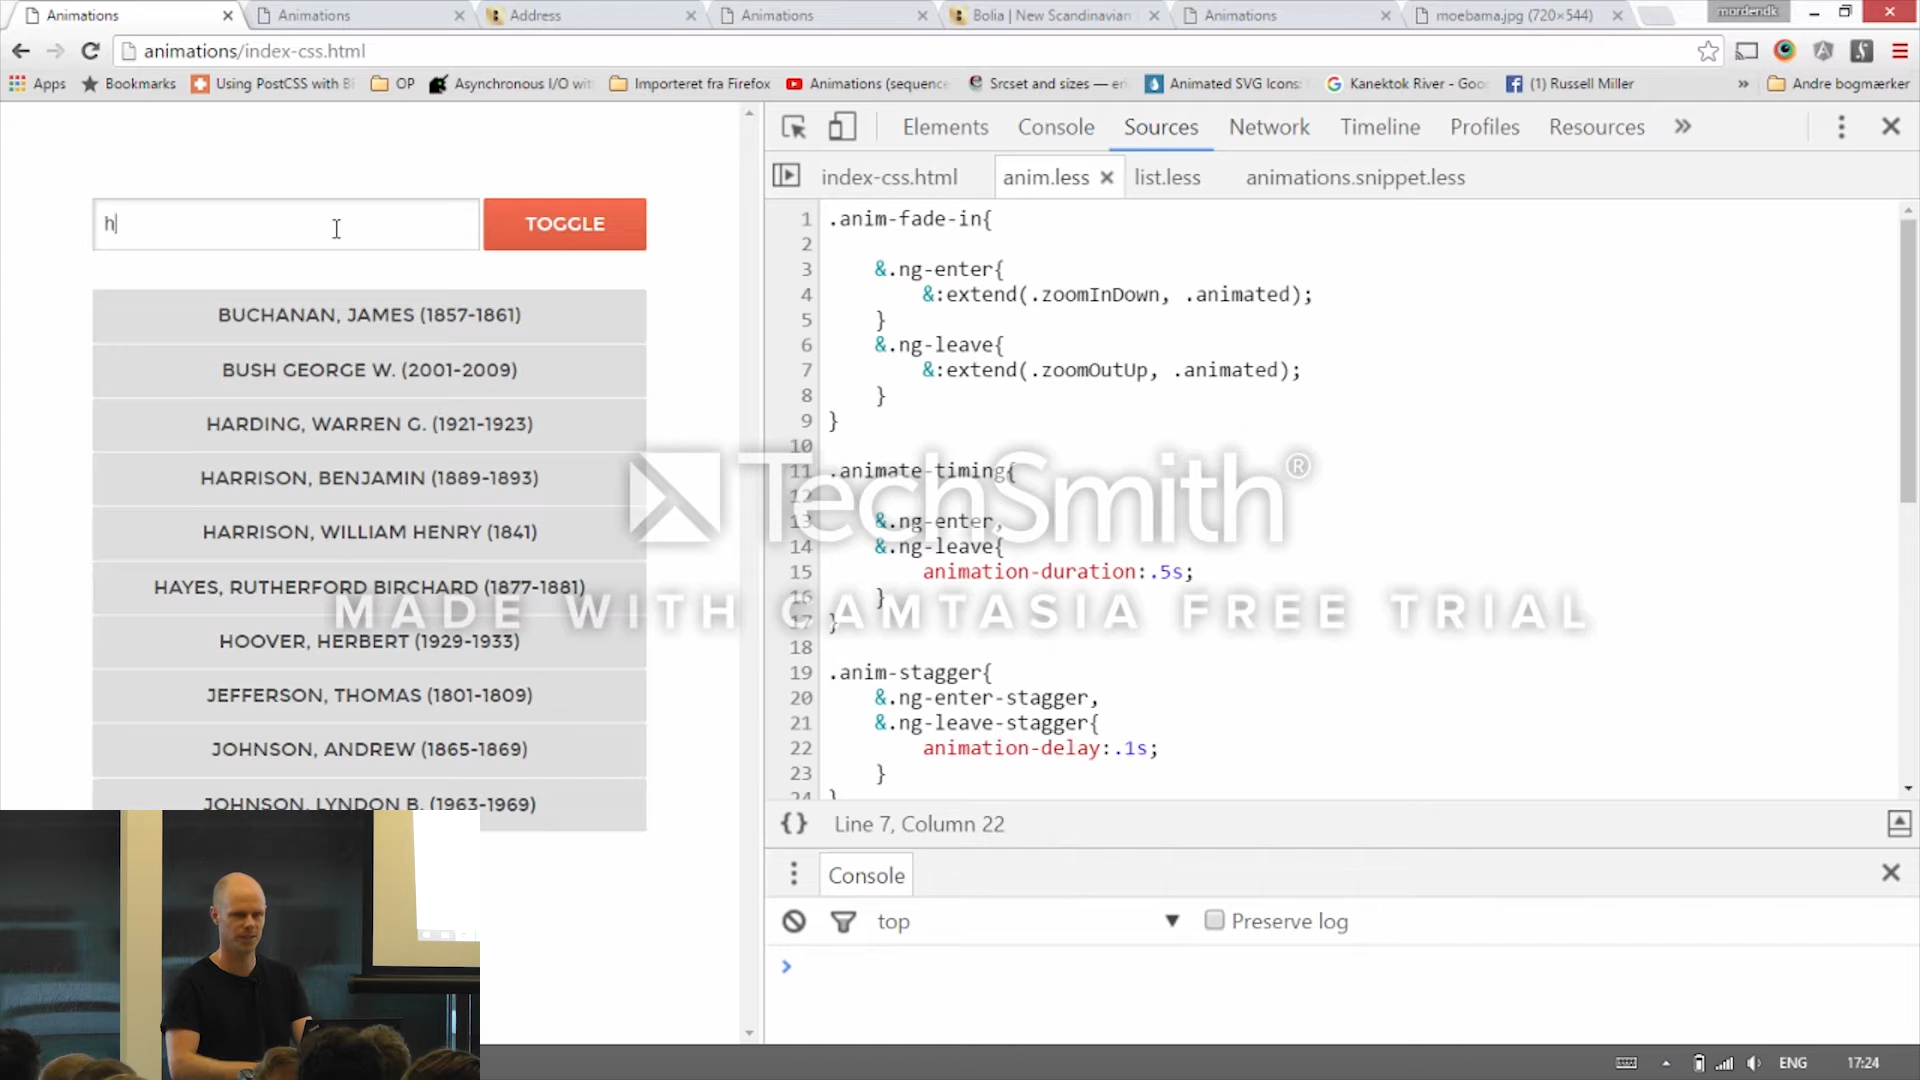 Animations
Animations
Address
Animations
Bolia | New Scandinavian
Animations
moebama.jpg (720×544)
mordendk
animations/index-css.html
Apps
Bookmarks
Using PostCSS with B
OP
Asynchronous I/O wit
Importeret fra Firefox
Animations (sequence
Srcset and sizes — eri
Animated SVG Icons:
Kanektok River - Goo
(1) Russell Miller
»
Andre bogmærker
h
TOGGLE
BUCHANAN, JAMES (1857-1861)
BUSH GEORGE W. (2001-2009)
HARDING, WARREN G. (1921-1923)
HARRISON, BENJAMIN (1889-1893)
HARRISON, WILLIAM HENRY (1841)
HAYES, RUTHERFORD BIRCHARD (1877-1881)
HOOVER, HERBERT (1929-1933)
JEFFERSON, THOMAS (1801-1809)
JOHNSON, ANDREW (1865-1869)
JOHNSON, LYNDON B. (1963-1969)
Elements Console Sources Network Timeline Profiles Resources »
index-css.html anim.less × list.less animations.snippet.less
1 .anim-fade-in{
2
3 &.ng-enter{
4 &:extend(.zoomInDown, .animated);
5 }
6 &.ng-leave{
7 &:extend(.zoomOutUp, .animated);
8 }
9 }
10
11 .animate-timing{
12
13 &.ng-enter,
14 &.ng-leave{
15 animation-duration:.5s;
16 }
17 }
18
19 .anim-stagger{
20 &.ng-enter-stagger,
21 &.ng-leave-stagger{
22 animation-delay:.1s;
23 }
24 }
TechSmith®
MADE WITH CAMTASIA FREE TRIAL
{} Line 7, Column 22
Console
top
Preserve log
>
ENG
17:24